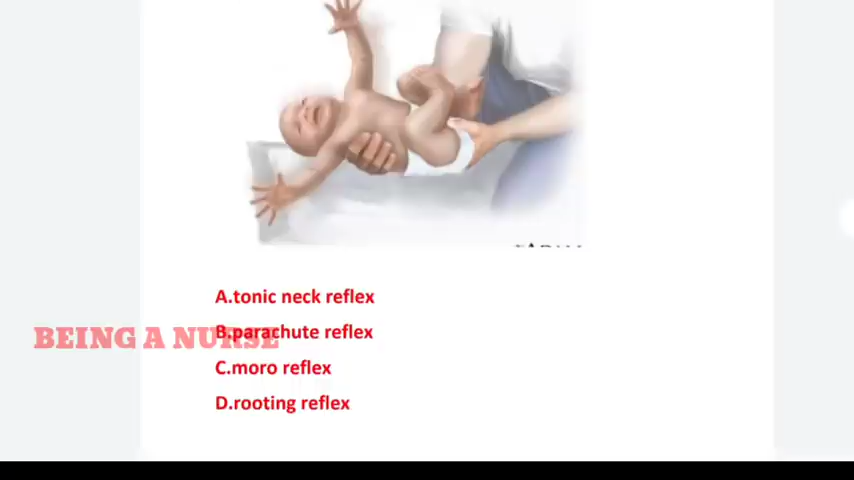 A.tonic neck reflex
B.parachute reflex
BEING A NURSE
C.moro reflex
D.rooting reflex